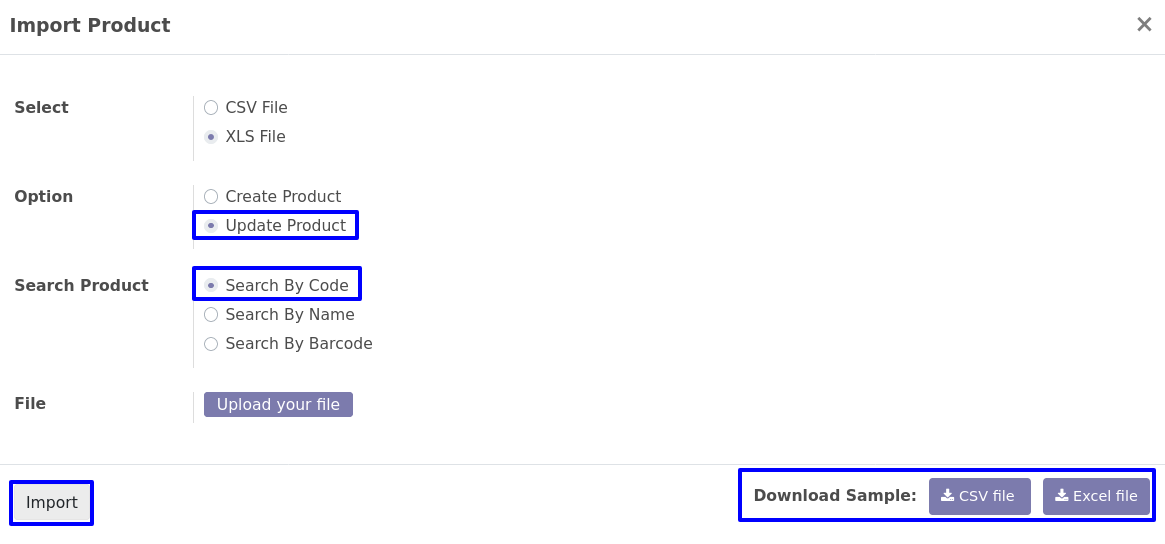 Import Product
×
Select
CSV File
XLS File
Option
Create Product
Update Product
Search Product
Search By Code
Search By Name
Search By Barcode
File
Upload your file
Import
Download Sample: CSV file Excel file